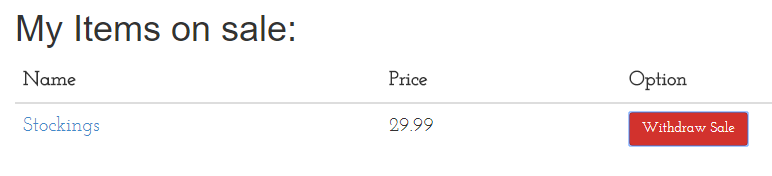 My Items on sale:
Name Price Option
Stockings 29.99 Withdraw Sale